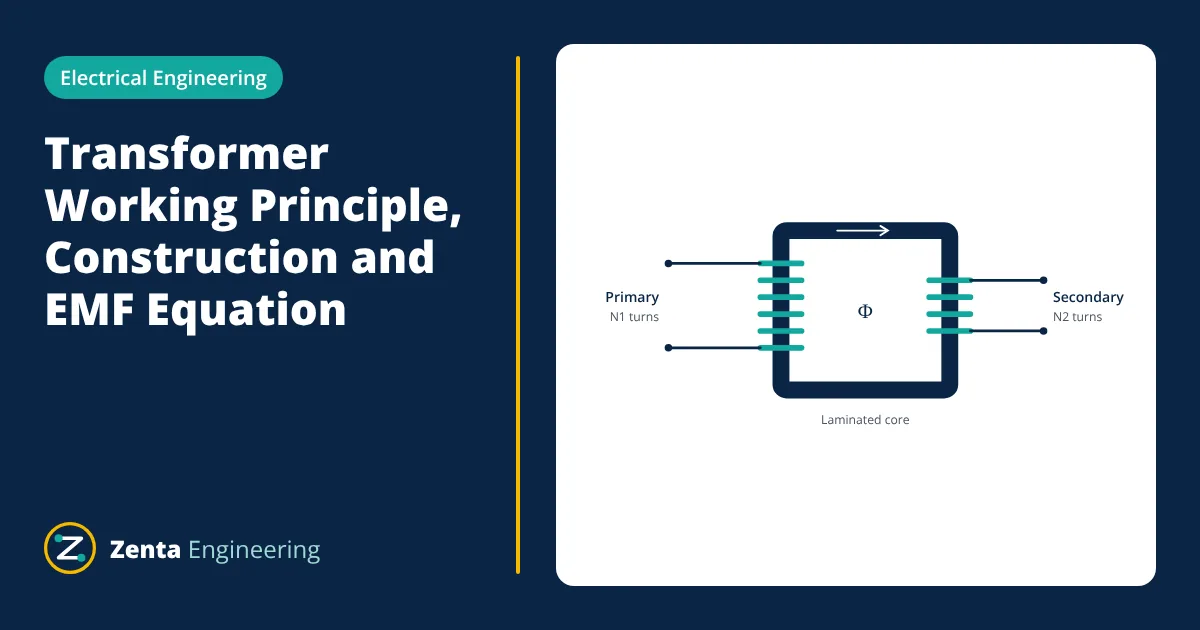 Electrical Engineering
Transformer
Working Principle,
Construction and
EMF Equation
Primary
N1 turns
Φ
Secondary
N2 turns
Laminated core
Z
Zenta Engineering